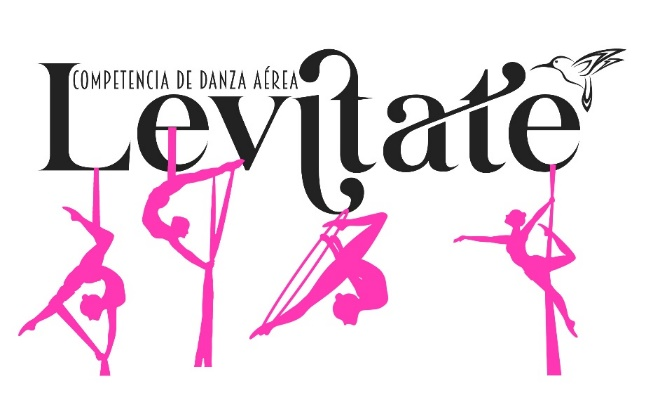 COMPETENCIA DE DANZA AÉREA
Levitate